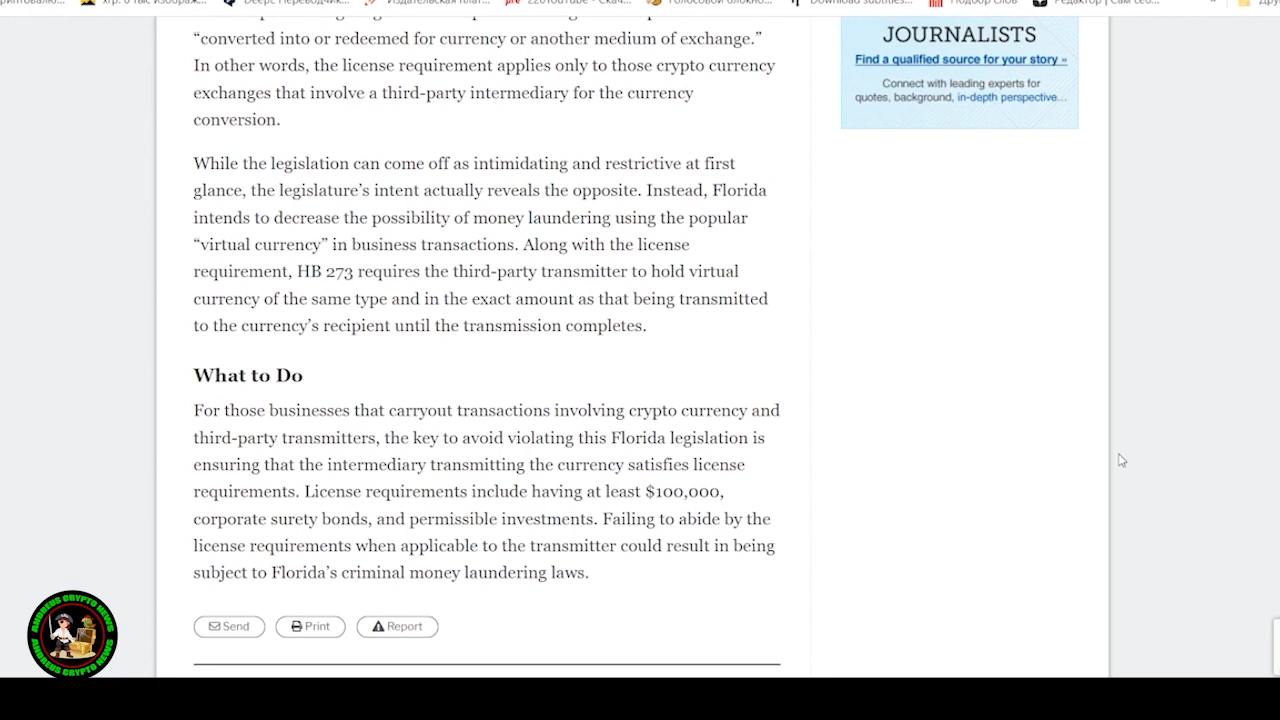 Download subtitles...
"converted into or redeemed for currency or another medium of exchange."
In other words, the license requirement applies only to those crypto currency
exchanges that involve a third-party intermediary for the currency
conversion.
While the legislation can come off as intimidating and restrictive at first
glance, the legislature's intent actually reveals the opposite. Instead, Florida
intends to decrease the possibility of money laundering using the popular
"virtual currency" in business transactions. Along with the license
requirement, HB 273 requires the third-party transmitter to hold virtual
currency of the same type and in the exact amount as that being transmitted
to the currency's recipient until the transmission completes.
What to Do
For those businesses that carryout transactions involving crypto currency and
third-party transmitters, the key to avoid violating this Florida legislation is
ensuring that the intermediary transmitting the currency satisfies license
requirements. License requirements include having at least $100,000,
corporate surety bonds, and permissible investments. Failing to abide by the
license requirements when applicable to the transmitter could result in being
subject to Florida's criminal money laundering laws.
Send
Print
Report
JOURNALISTS
Find a qualified source for your story »
Connect with leading experts for
quotes, background, in-depth perspective...
ANDREUS CRYPTO NEWS
ANDREUS CRYPTO NEWS